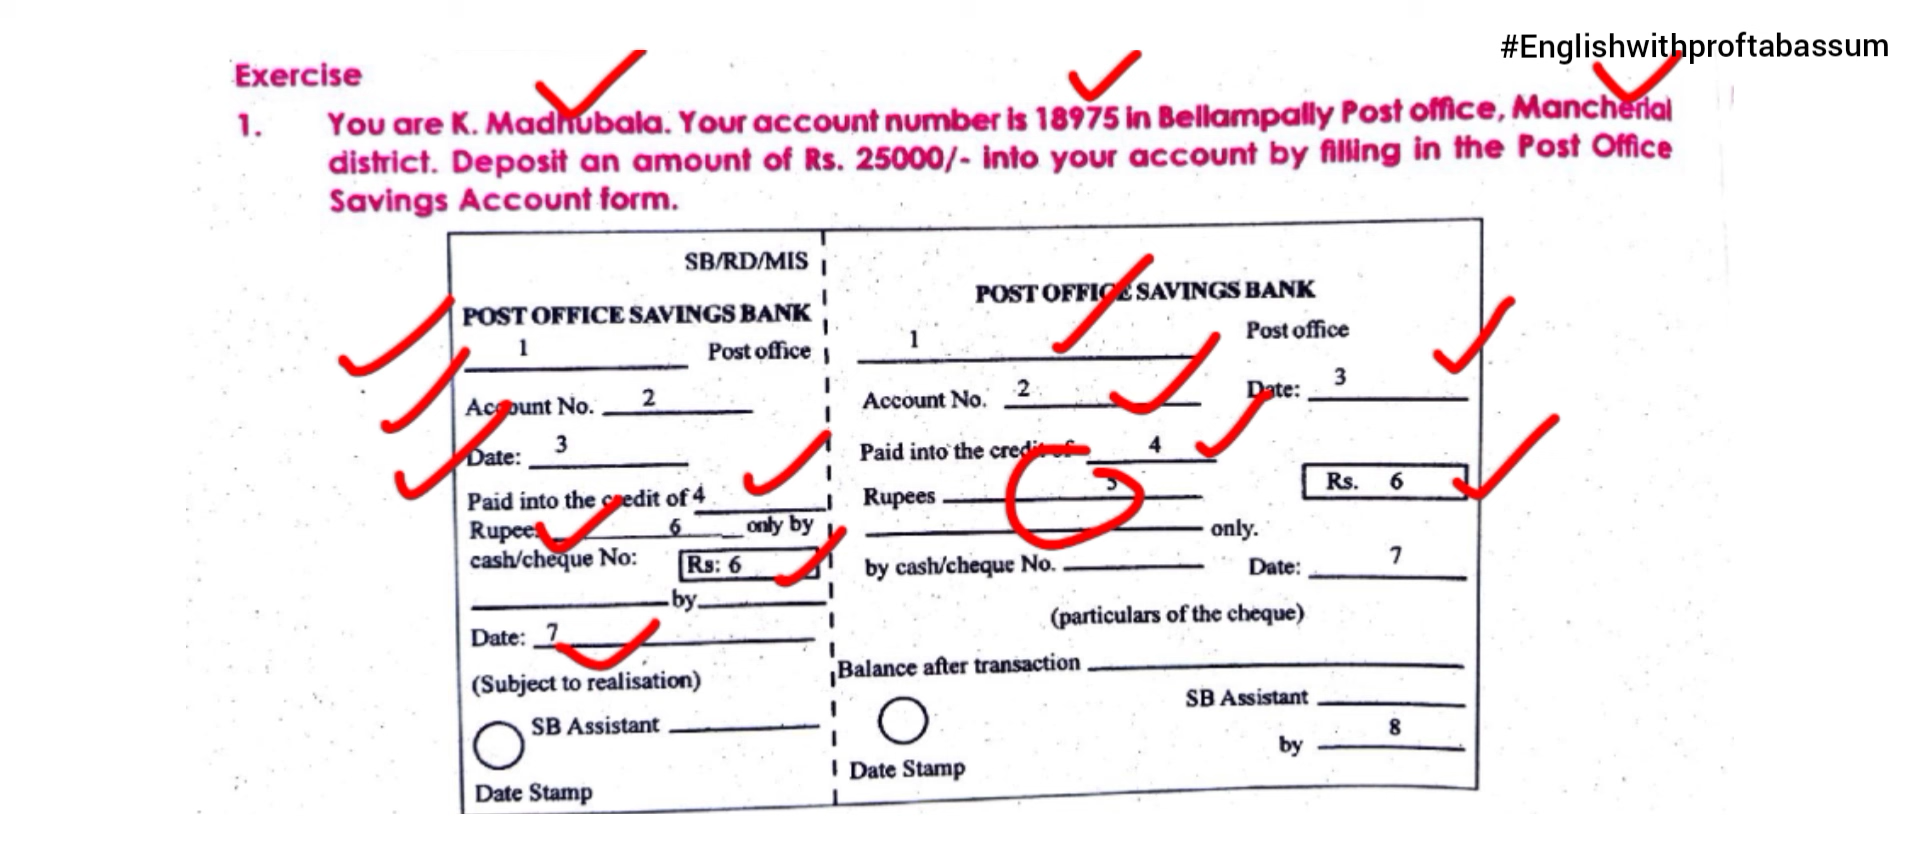 #Englishwithproftabassum
Exercise
1. You are K. Madhubala. Your account number is 18975 in Bellampally Post office, Mancherial
district. Deposit an amount of Rs. 25000/- into your account by filling in the Post Office
Savings Account form.
SB/RD/MIS
POST OFFICE SAVINGS BANK
1 Post office
Account No. 2
Date: 3
Paid into the credit of 4
Rupees 6 only by
cash/cheque No: Rs: 6
by
Date: 7
(Subject to realisation)
SB Assistant
Date Stamp
POST OFFICE SAVINGS BANK
1 Post office
Account No. 2 Date: 3
Paid into the credit of 4
Rupees 5 Rs. 6
only.
by cash/cheque No. Date: 7
(particulars of the cheque)
Balance after transaction
SB Assistant
by 8
Date Stamp